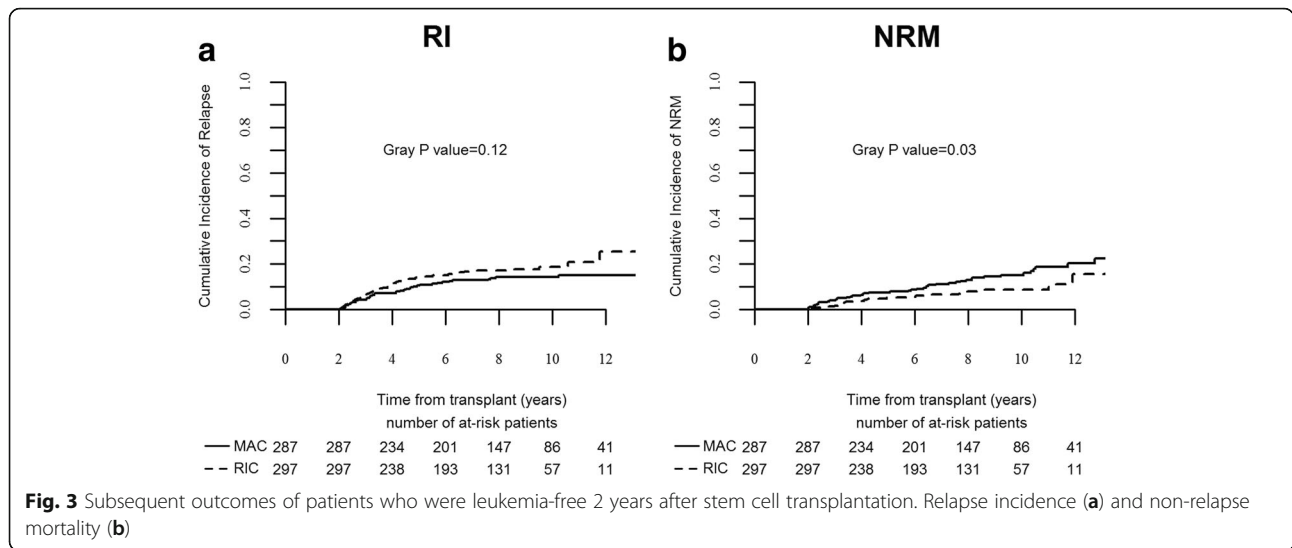 a RI
Cumulative Incidence of Relapse
1.0
0.8
0.6
0.4
0.2
0.0
Gray P value=0.12
0 2 4 6 8 10 12
Time from transplant (years)
number of at-risk patients
MAC 287 287 234 201 147 86 41
RIC 297 297 238 193 131 57 11
b NRM
Cumulative Incidence of NRM
1.0
0.8
0.6
0.4
0.2
0.0
Gray P value=0.03
0 2 4 6 8 10 12
Time from transplant (years)
number of at-risk patients
MAC 287 287 234 201 147 86 41
RIC 297 297 238 193 131 57 11
Fig. 3 Subsequent outcomes of patients who were leukemia-free 2 years after stem cell transplantation. Relapse incidence (a) and non-relapse
mortality (b)